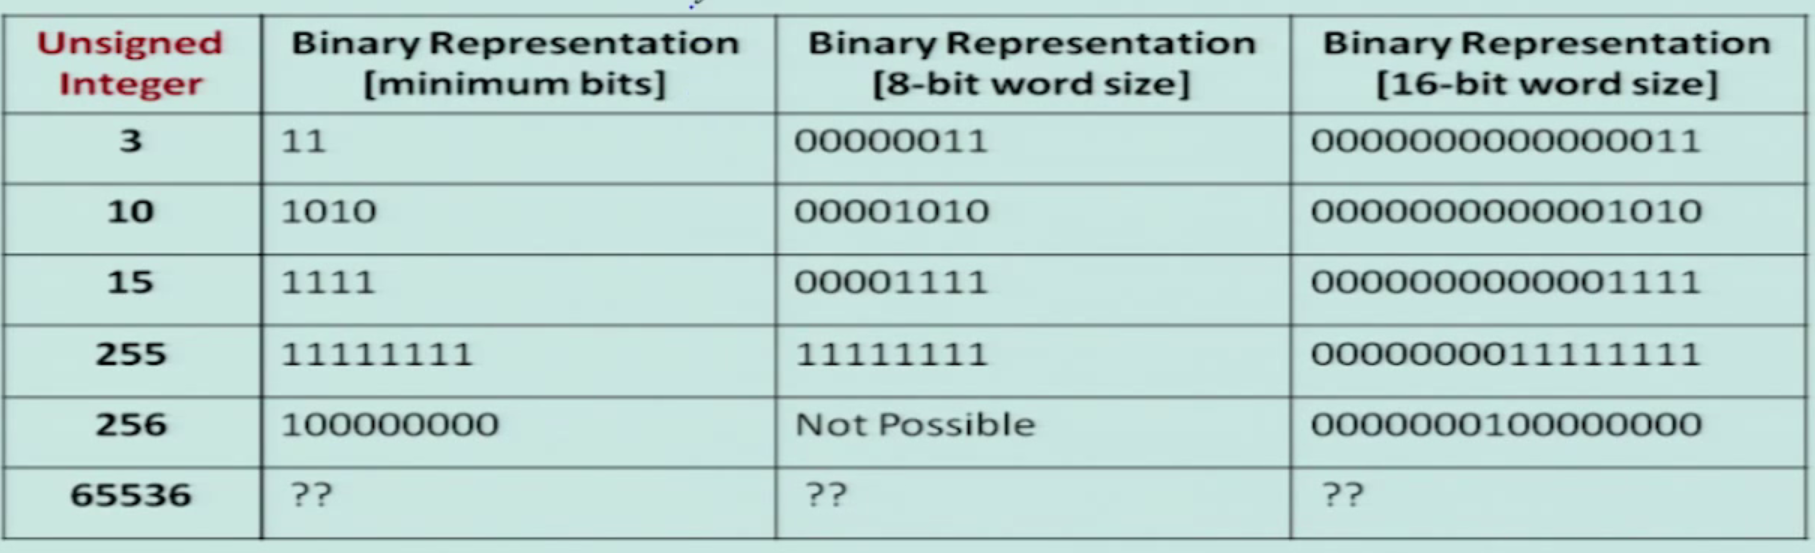 Unsigned Integer | Binary Representation [minimum bits] | Binary Representation [8-bit word size] | Binary Representation [16-bit word size]
3 | 11 | 00000011 | 0000000000000011
10 | 1010 | 00001010 | 0000000000001010
15 | 1111 | 00001111 | 0000000000001111
255 | 11111111 | 11111111 | 0000000011111111
256 | 100000000 | Not Possible | 0000000100000000
65536 | ?? | ?? | ??